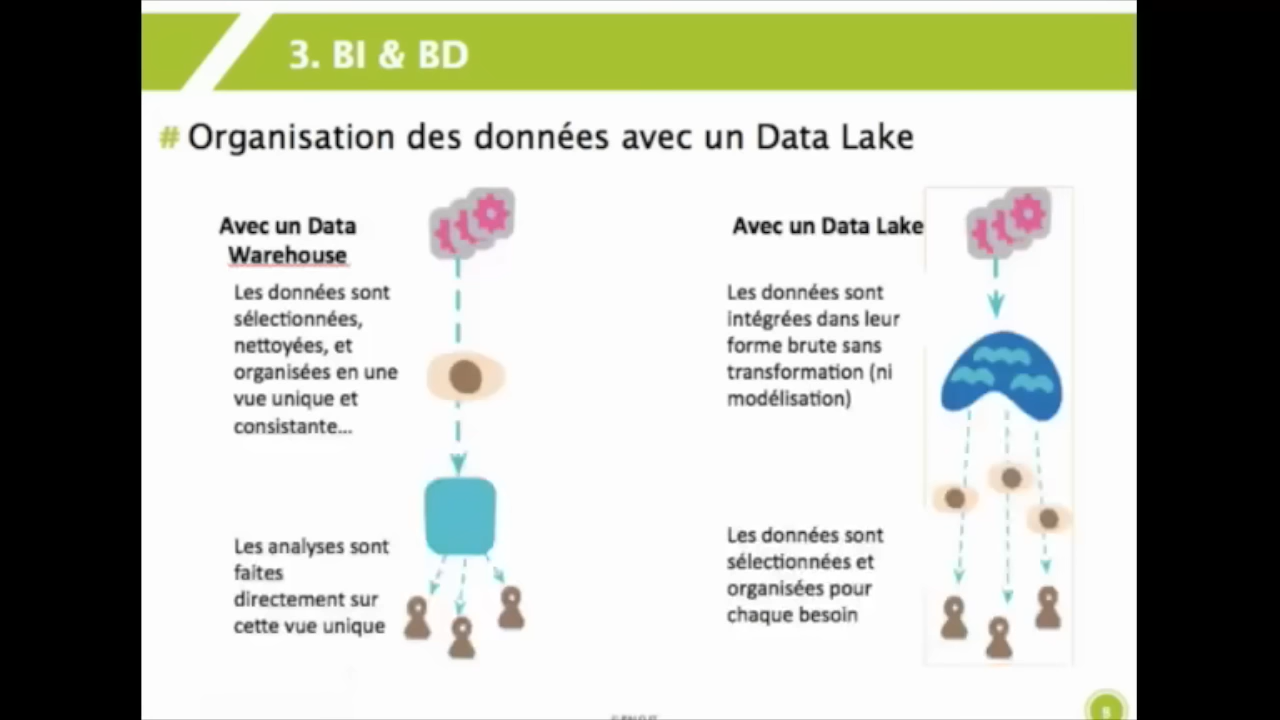 3. BI & BD
# Organisation des données avec un Data Lake
Avec un Data
Warehouse
Les données sont
sélectionnées,
nettoyées, et
organisées en une
vue unique et
consistante...
Les analyses sont
faites
directement sur
cette vue unique
Avec un Data Lake
Les données sont
intégrées dans leur
forme brute sans
transformation (ni
modélisation)
Les données sont
sélectionnées et
organisées pour
chaque besoin